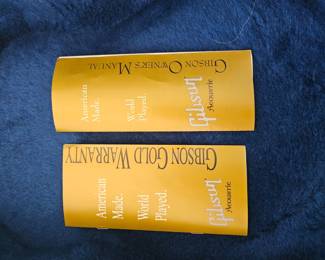 GIBSON OWNER'S MANUAL
American
Made.
World
Played.
Gibson
Acoustic
GIBSON GOLD WARRANTY
American
Made.
World
Played.
Gibson
Acoustic